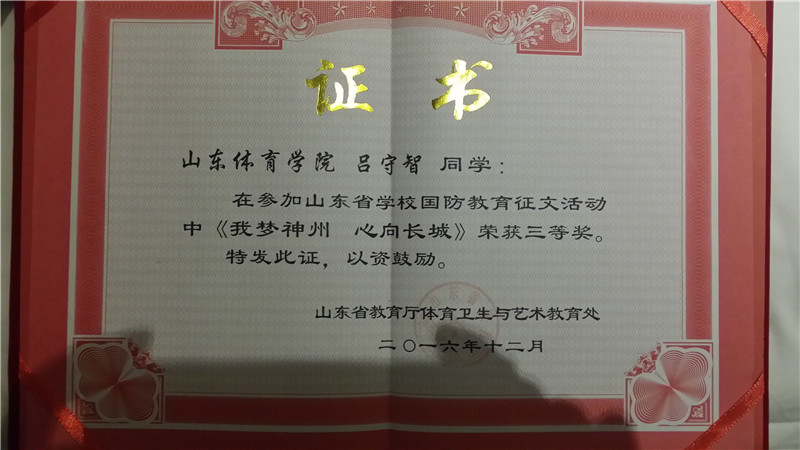 证 书
山东体育学院 吕守智 同学：
在参加山东省学校国防教育征文活动
中《我梦神州 心向长城》荣获三等奖。
特发此证，以资鼓励。
山东省教育厅体育卫生与艺术教育处
二〇一六年十二月